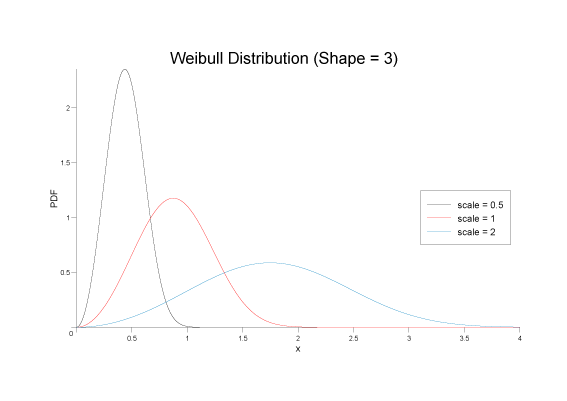 Weibull Distribution (Shape = 3)
2
1.5
1
0.5
0
PDF
0.5
1
1.5
2
2.5
3
3.5
4
x
scale = 0.5
scale = 1
scale = 2